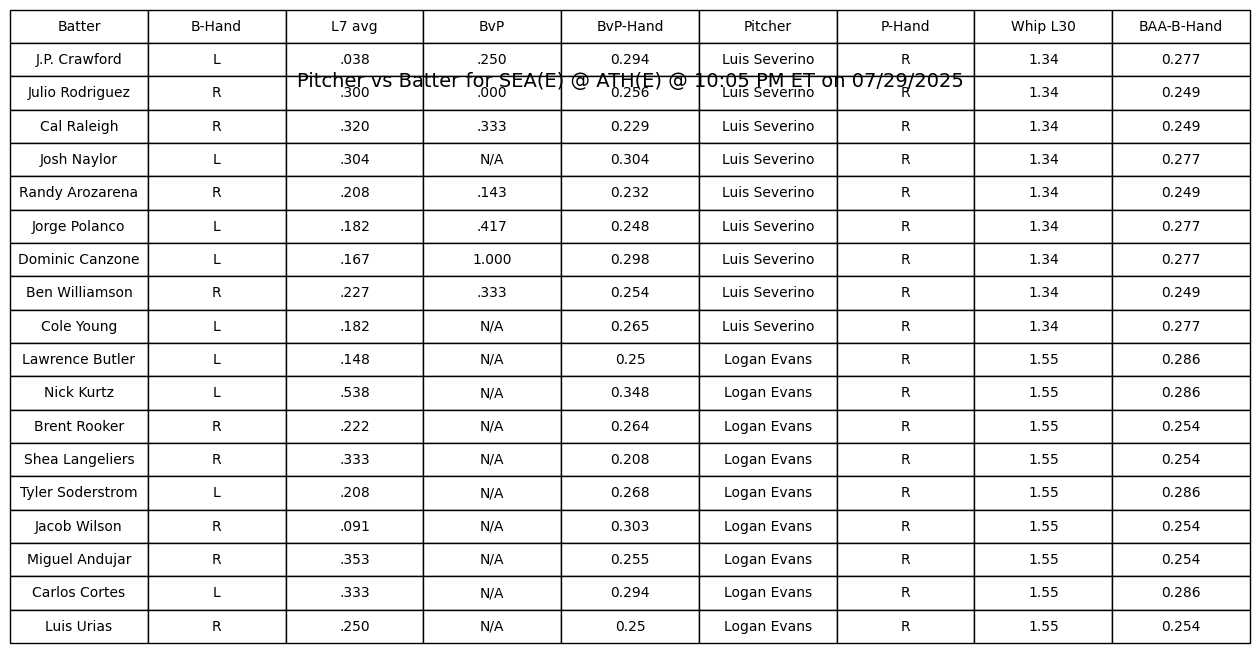 Batter B-Hand L7 avg BvP BvP-Hand Pitcher P-Hand Whip L30 BAA-B-Hand
J.P. Crawford L .038 .250 0.294 Luis Severino R 1.34 0.277
Pitcher vs Batter for SEA(E) @ ATH(E) @ 10:05 PM ET on 07/29/2025
Julio Rodriguez R .300 .000 0.256 Luis Severino R 1.34 0.249
Cal Raleigh R .320 .333 0.229 Luis Severino R 1.34 0.249
Josh Naylor L .304 N/A 0.304 Luis Severino R 1.34 0.277
Randy Arozarena R .208 .143 0.232 Luis Severino R 1.34 0.249
Jorge Polanco L .182 .417 0.248 Luis Severino R 1.34 0.277
Dominic Canzone L .167 1.000 0.298 Luis Severino R 1.34 0.277
Ben Williamson R .227 .333 0.254 Luis Severino R 1.34 0.249
Cole Young L .182 N/A 0.265 Luis Severino R 1.34 0.277
Lawrence Butler L .148 N/A 0.25 Logan Evans R 1.55 0.286
Nick Kurtz L .538 N/A 0.348 Logan Evans R 1.55 0.286
Brent Rooker R .222 N/A 0.264 Logan Evans R 1.55 0.254
Shea Langeliers R .333 N/A 0.208 Logan Evans R 1.55 0.254
Tyler Soderstrom L .208 N/A 0.268 Logan Evans R 1.55 0.286
Jacob Wilson R .091 N/A 0.303 Logan Evans R 1.55 0.254
Miguel Andujar R .353 N/A 0.255 Logan Evans R 1.55 0.254
Carlos Cortes L .333 N/A 0.294 Logan Evans R 1.55 0.286
Luis Urias R .250 N/A 0.25 Logan Evans R 1.55 0.254